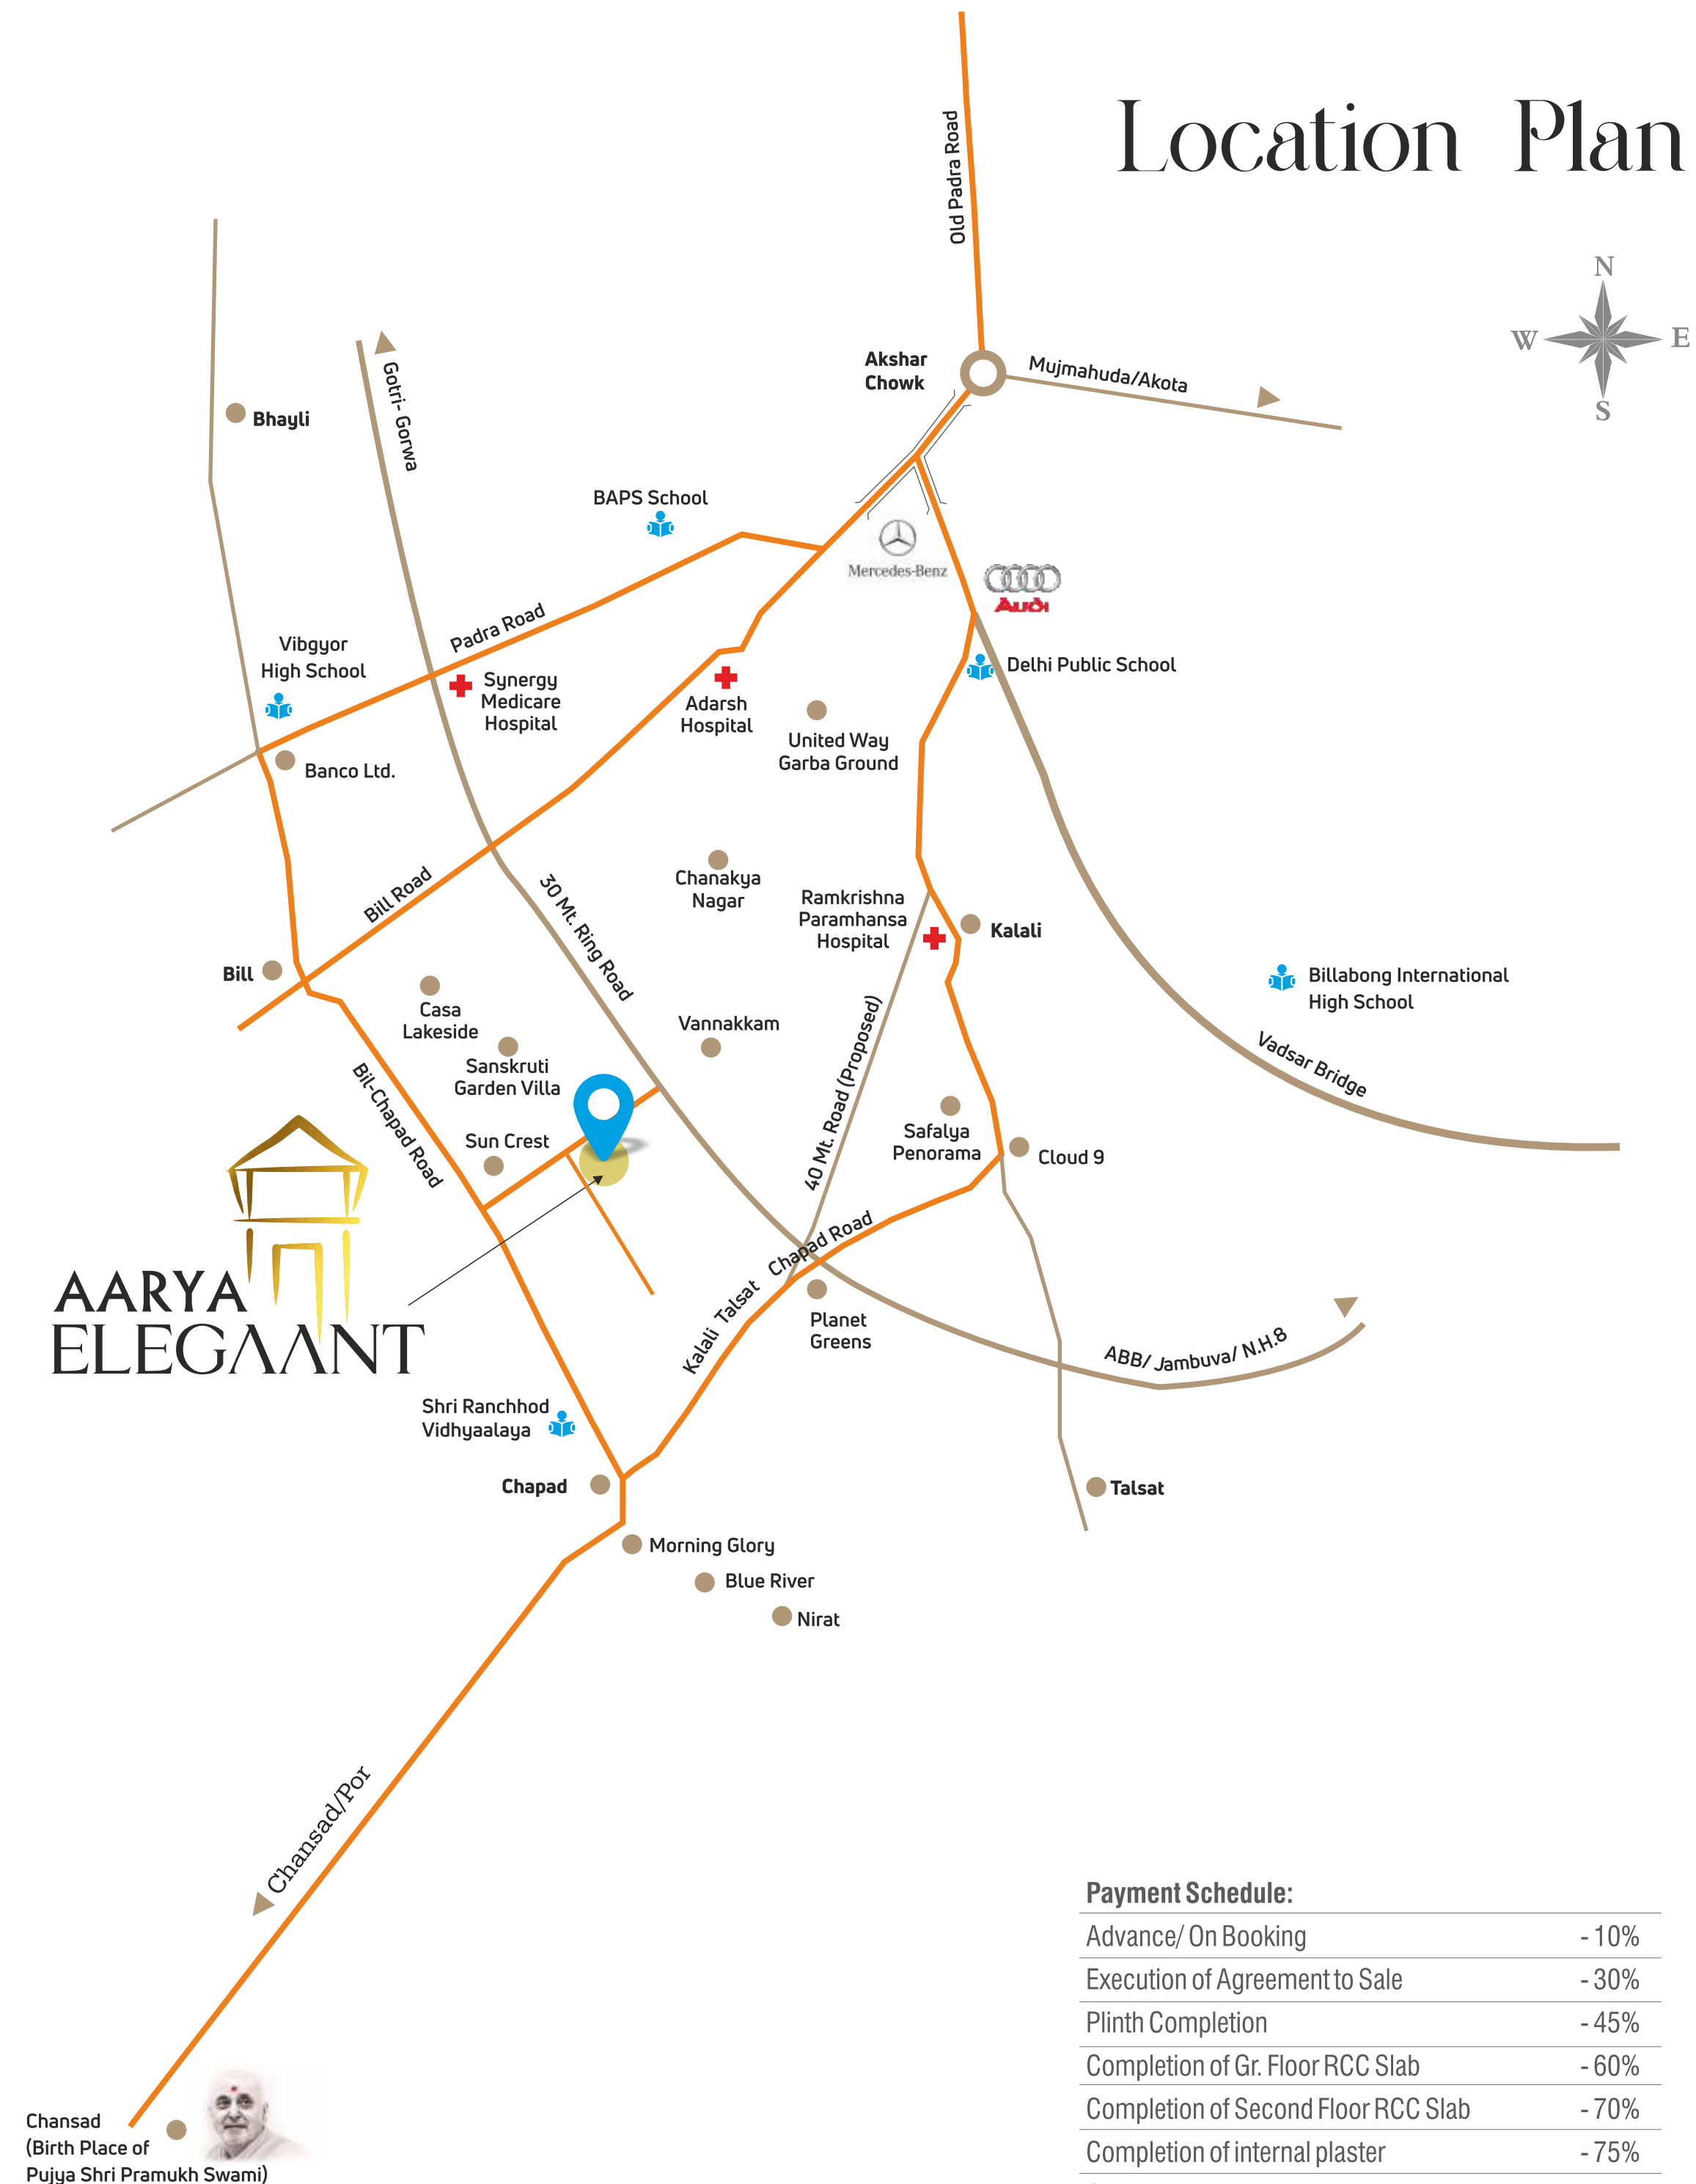 Location Plan
Old Padra Road
N
W
E
S
Akshar
Chowk
Mujmahuda/Akota
Gotri- Gorwa
Bhayli
BAPS School
Mercedes-Benz
Audi
Padra Road
Vibgyor
High School
Synergy
Medicare
Hospital
Adarsh
Hospital
Delhi Public School
United Way
Garba Ground
Banco Ltd.
Bill Road
30 Mt. Ring Road
Chanakya
Nagar
Ramkrishna
Paramhansa
Hospital
Kalali
Bill
Billabong International
High School
Casa
Lakeside
Vannakkam
Sanskruti
Garden Villa
Vadsar Bridge
Bil-Chapad Road
40 Mt. Road (Proposed)
Sun Crest
Safalya
Penorama
Cloud 9
AARYA
ELEGAANT
Kalali Talsat Chapad Road
Planet
Greens
ABB/ Jambuva/ N.H.8
Shri Ranchhod
Vidhyaalaya
Chapad
Talsat
Morning Glory
Blue River
Nirat
Chansad/Por
Chansad
(Birth Place of
Pujya Shri Pramukh Swami)
Payment Schedule:
Advance/ On Booking - 10%
Execution of Agreement to Sale - 30%
Plinth Completion - 45%
Completion of Gr. Floor RCC Slab - 60%
Completion of Second Floor RCC Slab - 70%
Completion of internal plaster - 75%